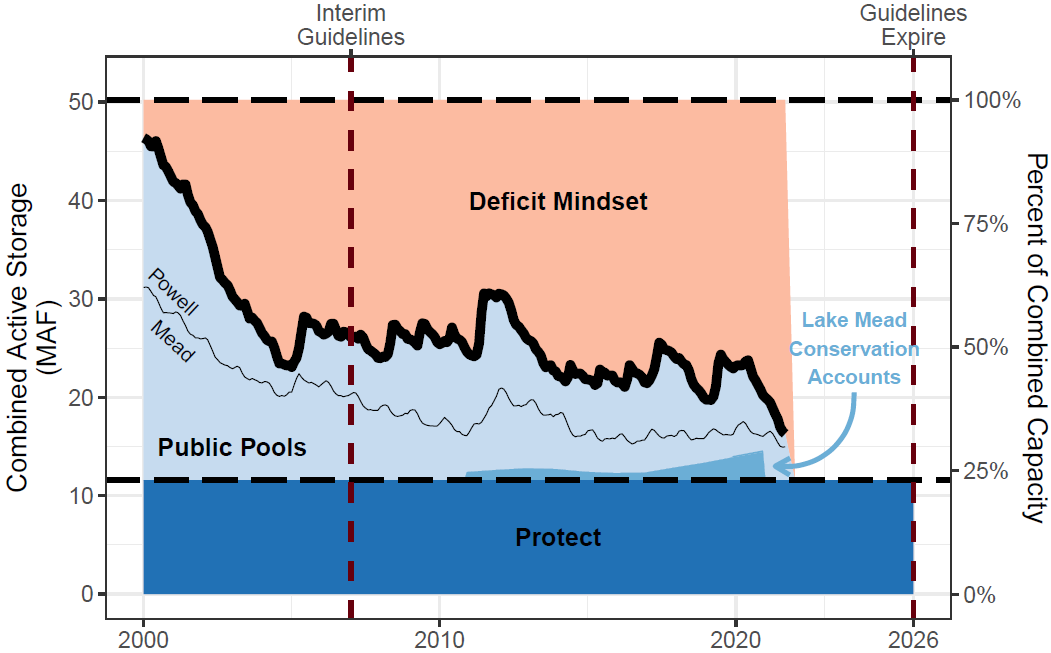 Interim
Guidelines
Guidelines
Expire
50
40
30
20
10
0
100%
75%
50%
25%
0%
Combined Active Storage
(MAF)
Percent of Combined Capacity
Deficit Mindset
Powell
Mead
Lake Mead
Conservation
Accounts
Public Pools
Protect
2000
2010
2020
2026